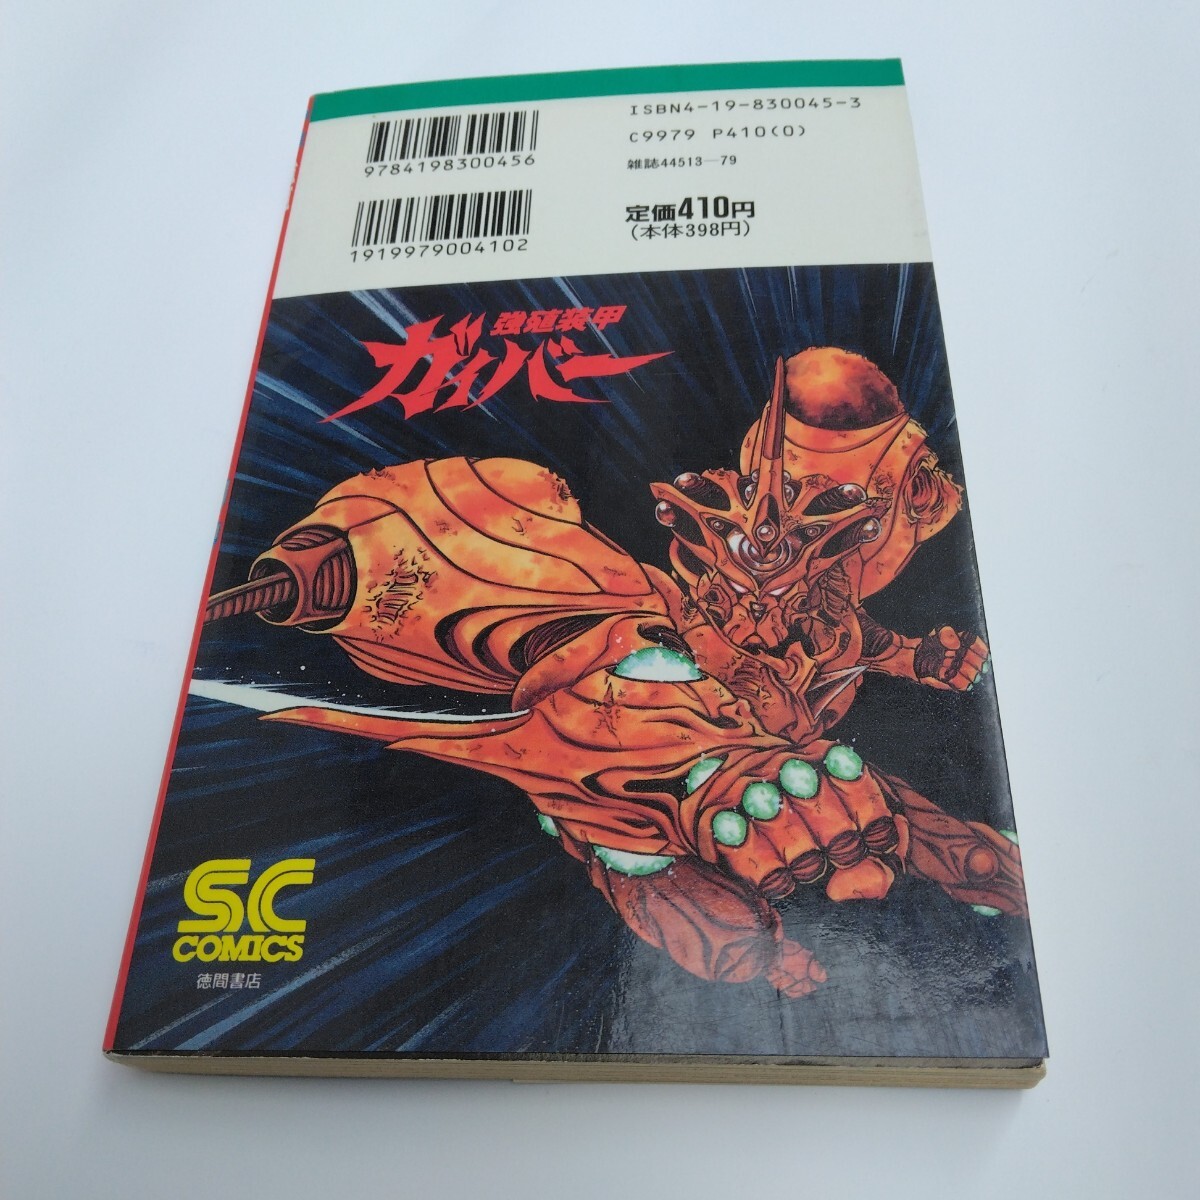 ISBN4-19-830045-3
C9979 P410(0)
雑誌44513—79
定価410円
(本体398円)
9784198300456
1919979004102
強殖装甲
ガイバー
SC
COMICS
徳間書店